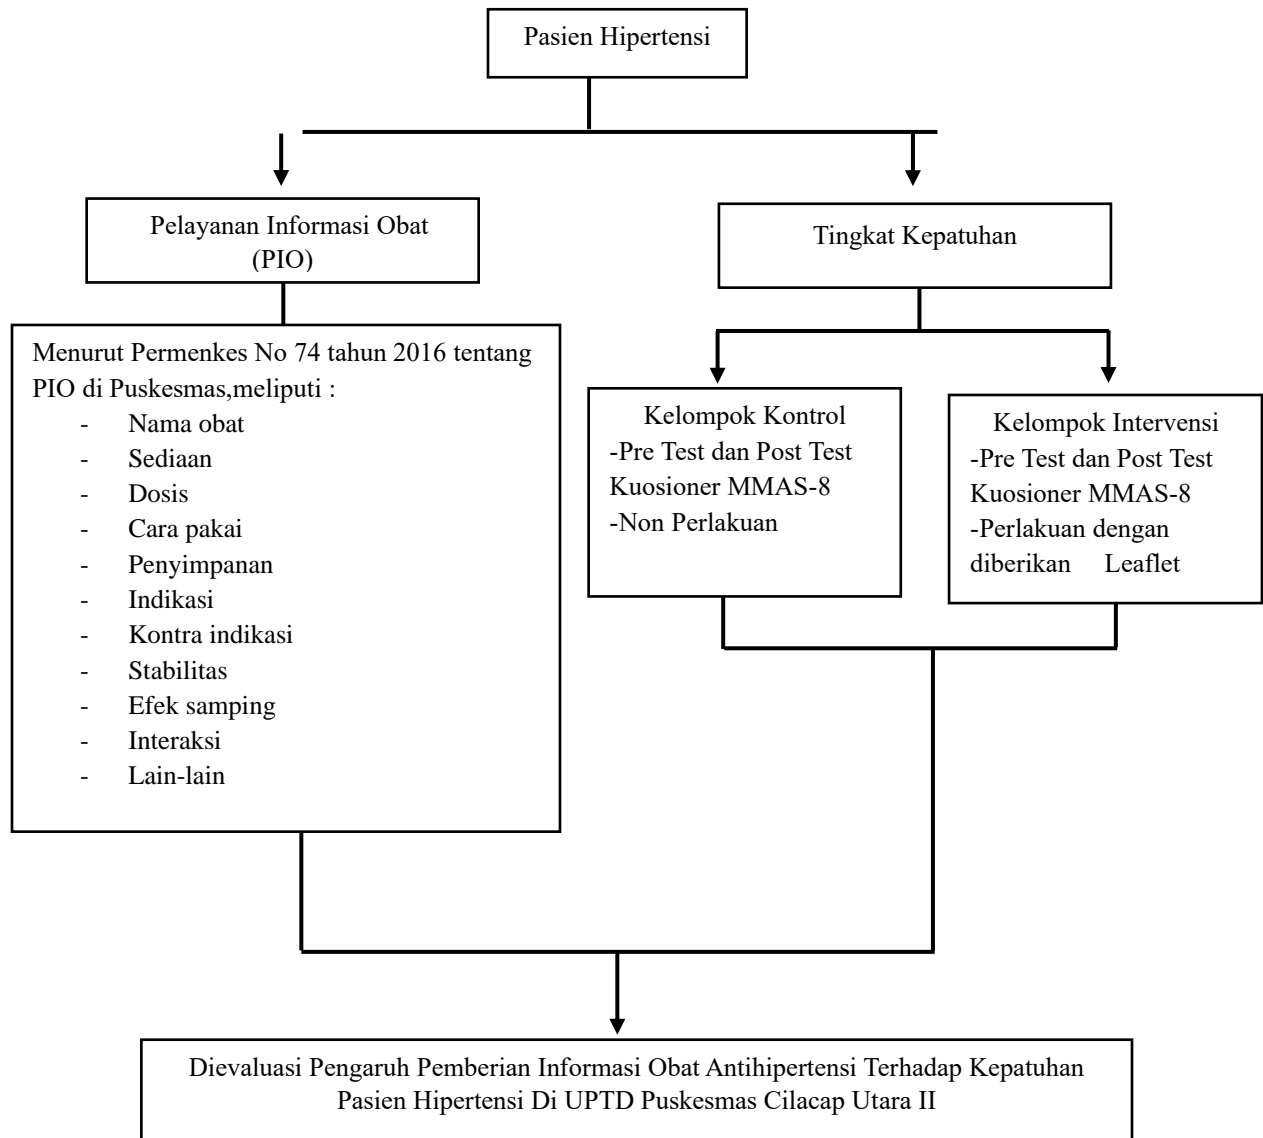 Pasien Hipertensi
Pelayanan Informasi Obat
(PIO)
Tingkat Kepatuhan
Menurut Permenkes No 74 tahun 2016 tentang
PIO di Puskesmas,meliputi :
- Nama obat
- Sediaan
- Dosis
- Cara pakai
- Penyimpanan
- Indikasi
- Kontra indikasi
- Stabilitas
- Efek samping
- Interaksi
- Lain-lain
Kelompok Kontrol
-Pre Test dan Post Test
Kuosioner MMAS-8
-Non Perlakuan
Kelompok Intervensi
-Pre Test dan Post Test
Kuosioner MMAS-8
-Perlakuan dengan
diberikan Leaflet
Dievaluasi Pengaruh Pemberian Informasi Obat Antihipertensi Terhadap Kepatuhan
Pasien Hipertensi Di UPTD Puskesmas Cilacap Utara II